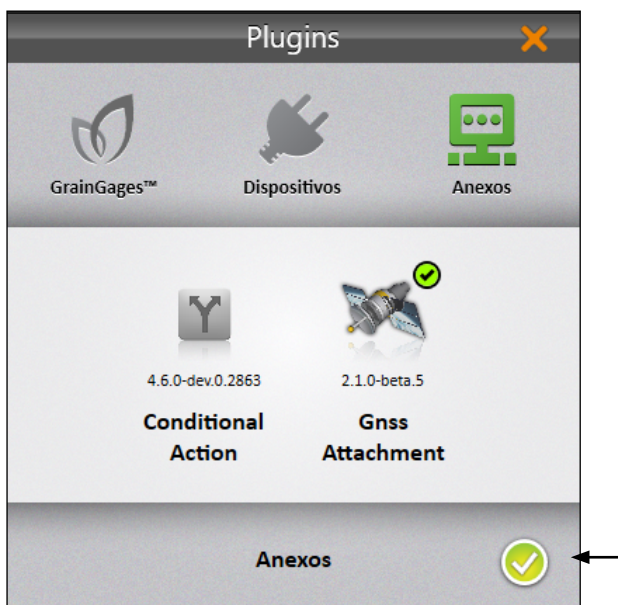 Plugins
GrainGages™
Dispositivos
Anexos
4.6.0-dev.0.2863
2.1.0-beta.5
Conditional
Action
Gnss
Attachment
Anexos